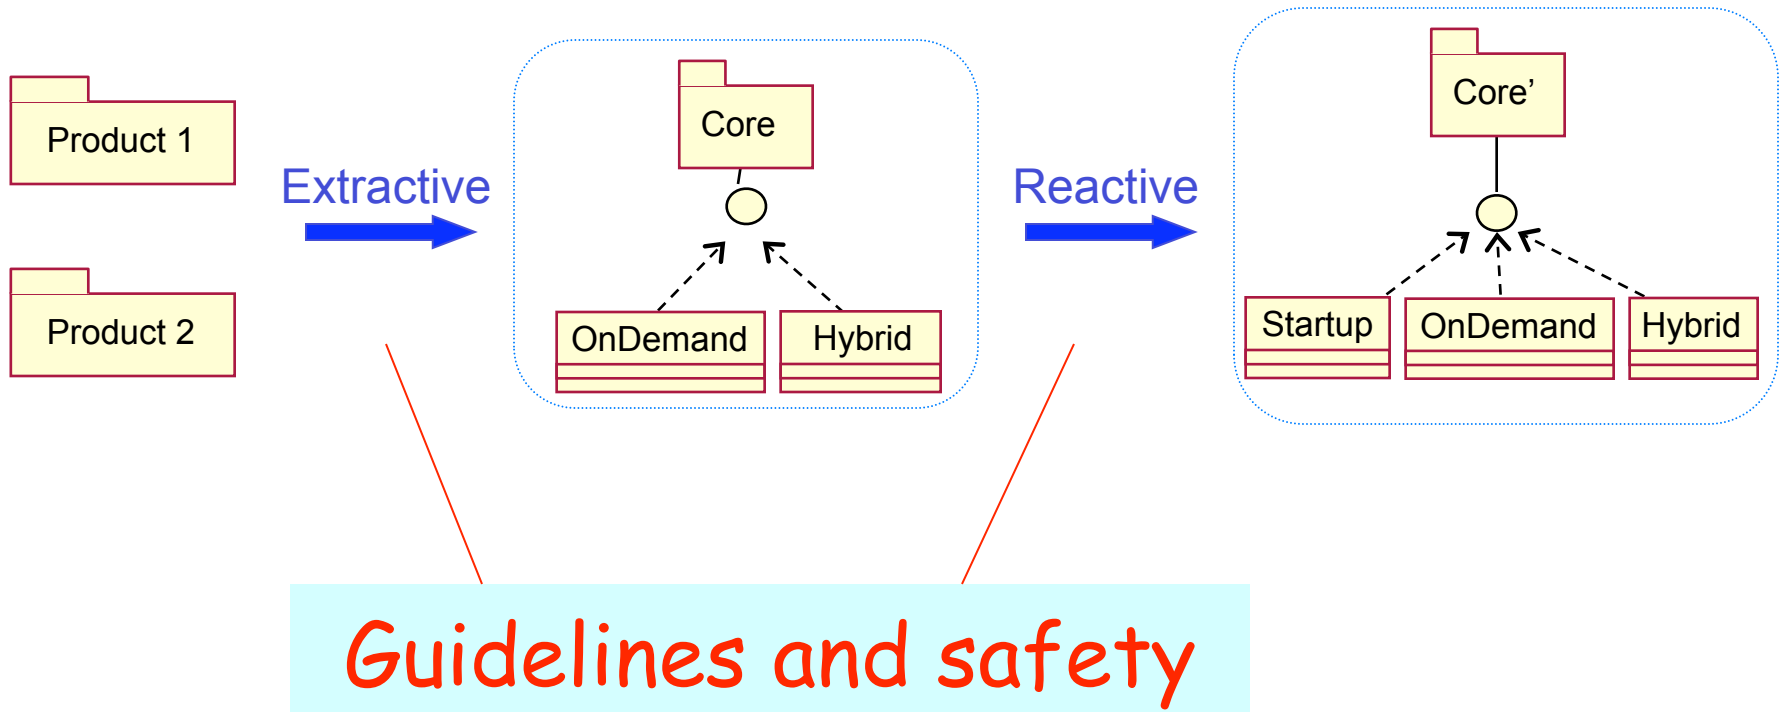 Product 1
Product 2
Extractive
Core
OnDemand
Hybrid
Reactive
Core’
Startup
OnDemand
Hybrid
Guidelines and safety